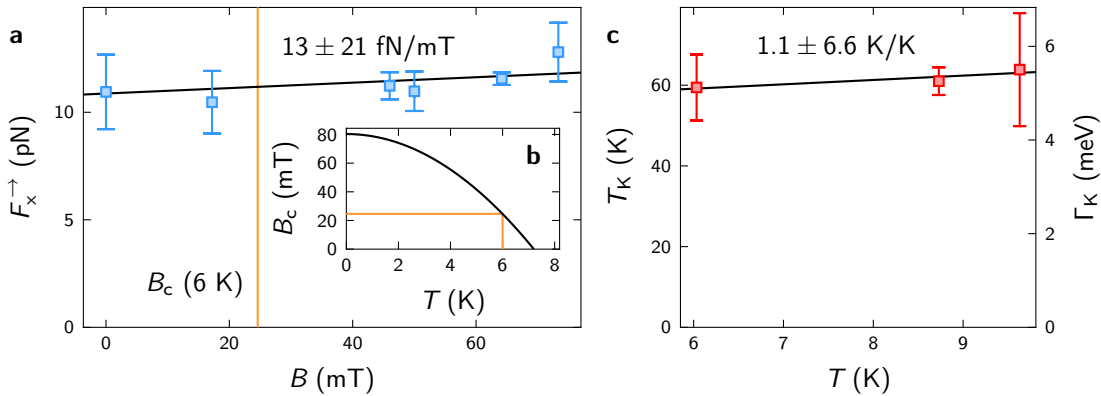 a
13 ± 21 fN/mT
F→x (pN)
10
5
0
Bc (6 K)
0
20
40
60
B (mT)
b
Bc (mT)
80
60
40
20
0
0
2
4
6
8
T (K)
c
1.1 ± 6.6 K/K
TK (K)
80
60
40
20
0
6
7
8
9
T (K)
6
4
2
0
ΓK (meV)